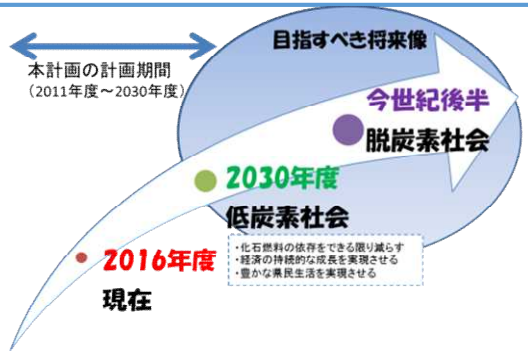 目指すべき将来像
本計画の計画期間
(2011年度～2030年度)
今世紀後半
脱炭素社会
2030年度
低炭素社会
・化石燃料の依存をできる限り減らす
・経済の持続的な成長を実現させる
・豊かな県民生活を実現させる
2016年度
現在